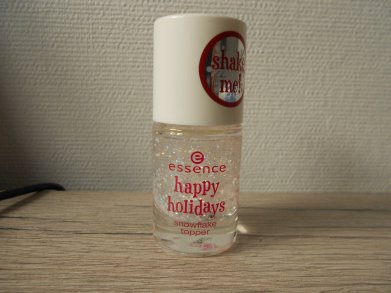 shake
me!
essence
happy
holidays
snowflake
topper